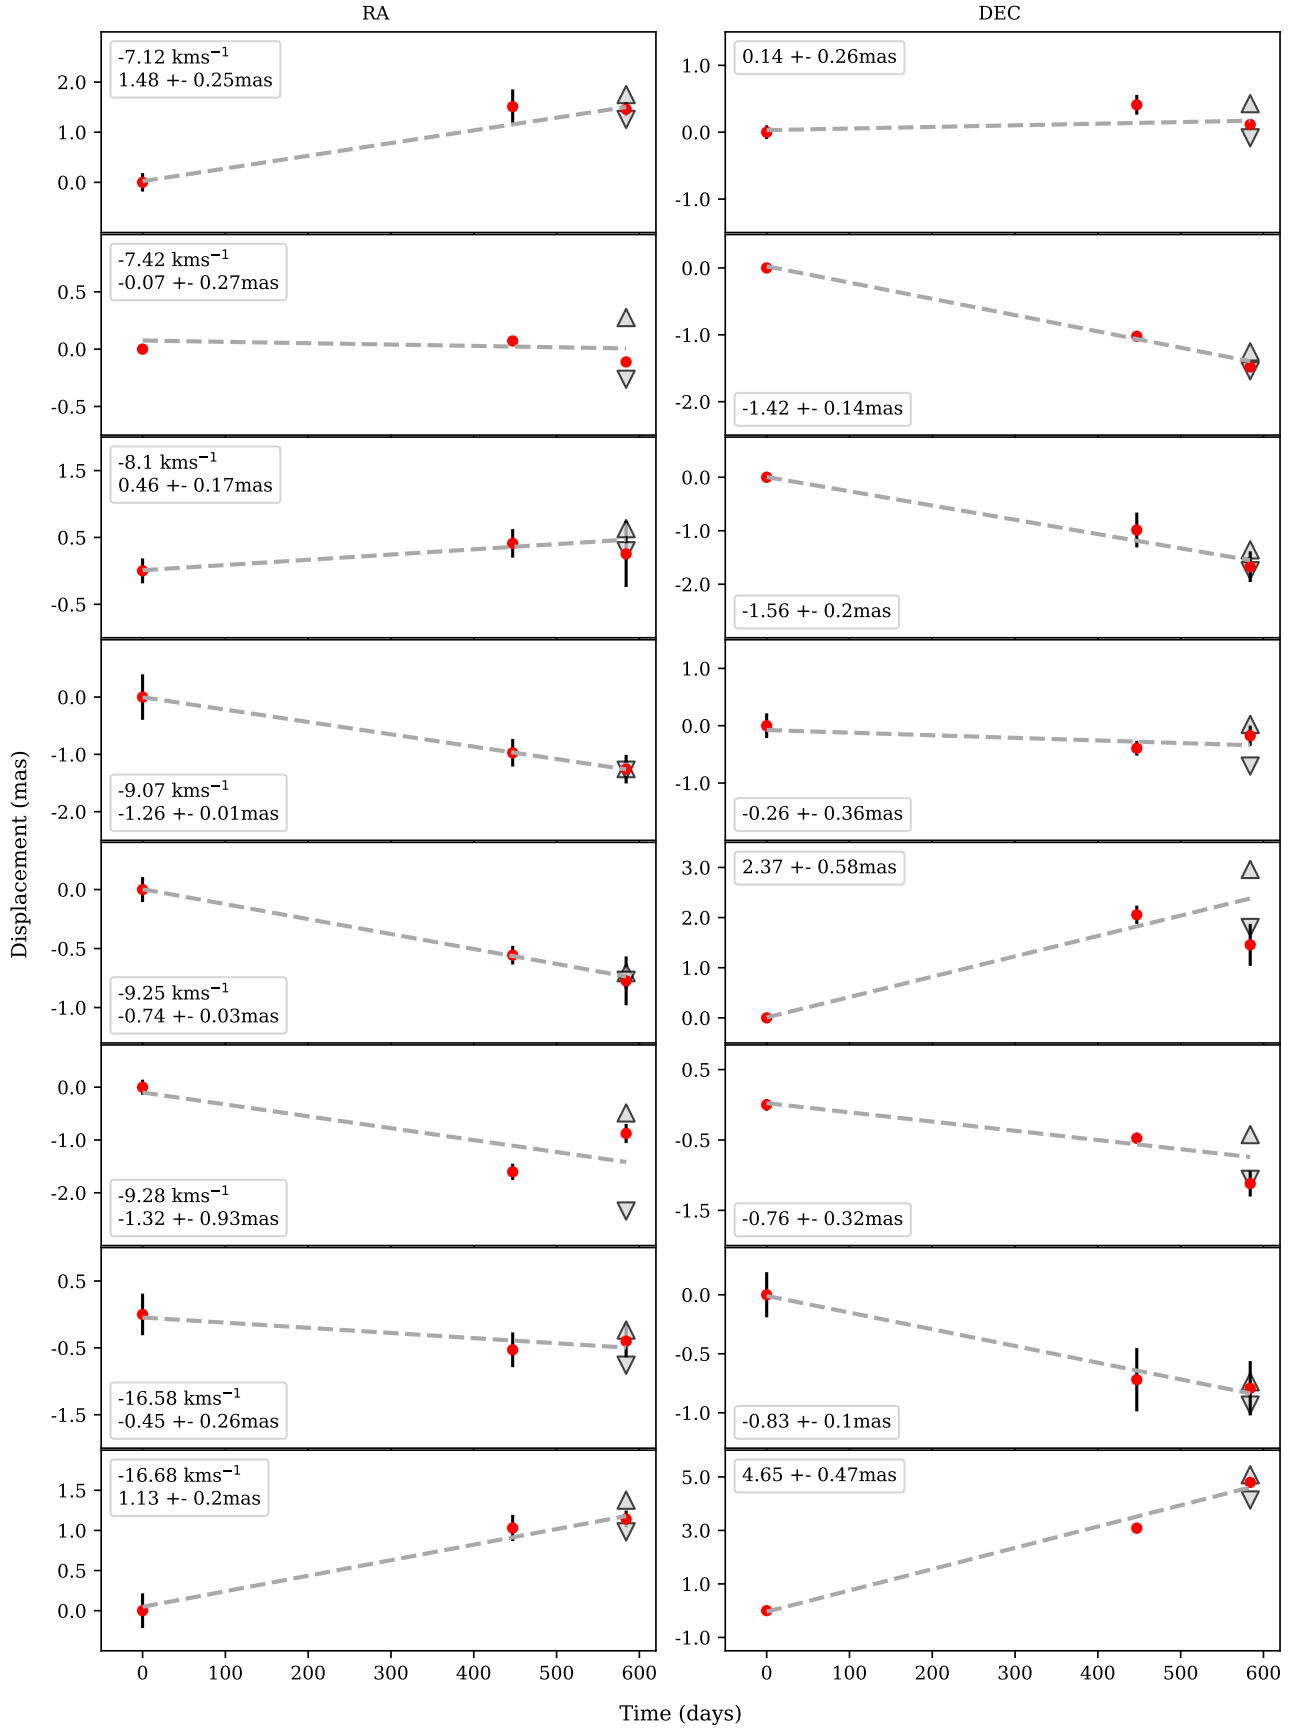 RA
DEC
-7.12 kms⁻¹
1.48 +- 0.25mas
2.0
1.0
0.0
0.14 +- 0.26mas
1.0
0.0
-1.0
-7.42 kms⁻¹
-0.07 +- 0.27mas
0.5
0.0
-0.5
0.0
-1.0
-2.0
-1.42 +- 0.14mas
-8.1 kms⁻¹
0.46 +- 0.17mas
1.5
0.5
-0.5
0.0
-1.0
-2.0
-1.56 +- 0.2mas
0.0
-1.0
-2.0
-9.07 kms⁻¹
-1.26 +- 0.01mas
1.0
0.0
-1.0
-0.26 +- 0.36mas
Displacement (mas)
0.0
-0.5
-1.0
-9.25 kms⁻¹
-0.74 +- 0.03mas
2.37 +- 0.58mas
3.0
2.0
1.0
0.0
0.0
-1.0
-2.0
-9.28 kms⁻¹
-1.32 +- 0.93mas
0.5
-0.5
-1.5
-0.76 +- 0.32mas
0.5
-0.5
-1.5
-16.58 kms⁻¹
-0.45 +- 0.26mas
0.0
-0.5
-1.0
-0.83 +- 0.1mas
-16.68 kms⁻¹
1.13 +- 0.2mas
1.5
1.0
0.5
0.0
4.65 +- 0.47mas
5.0
3.0
1.0
-1.0
0 100 200 300 400 500 600
0 100 200 300 400 500 600
Time (days)